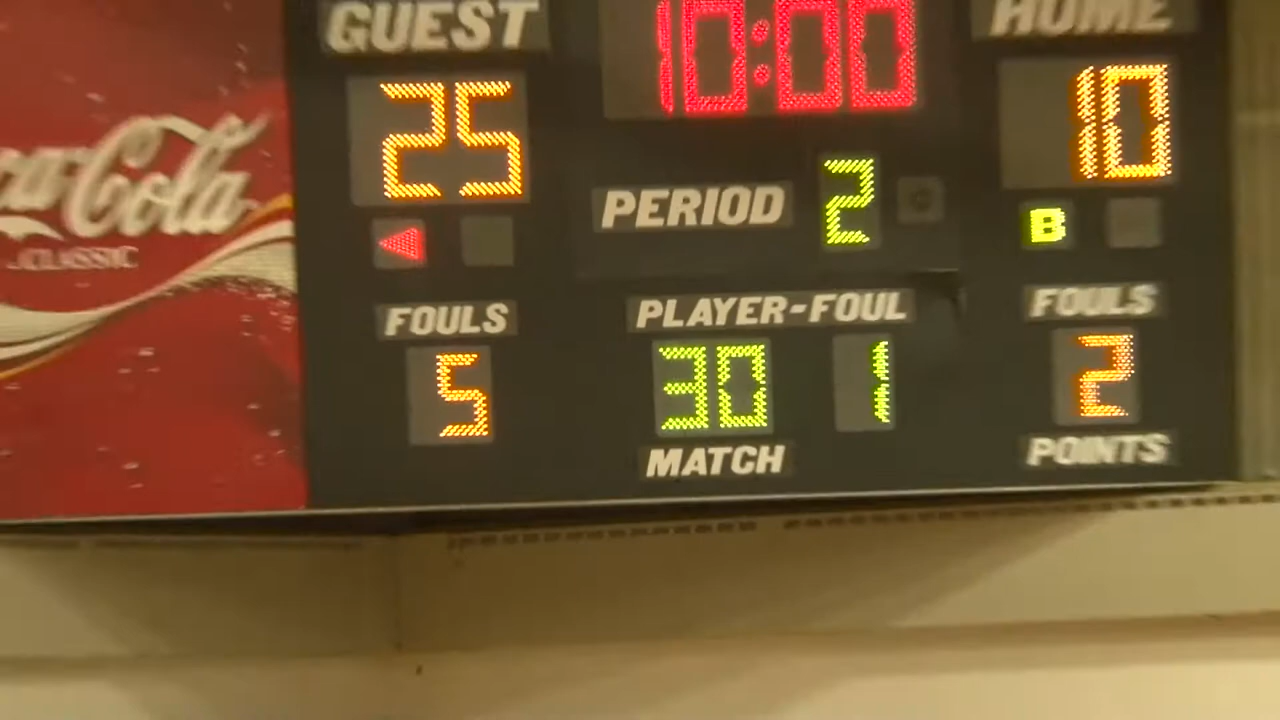 GUEST 10:00 HOME
25 10
Coca-Cola
PERIOD 2 B
CLASSIC
FOULS PLAYER-FOUL FOULS
5 30 1 2
MATCH POINTS